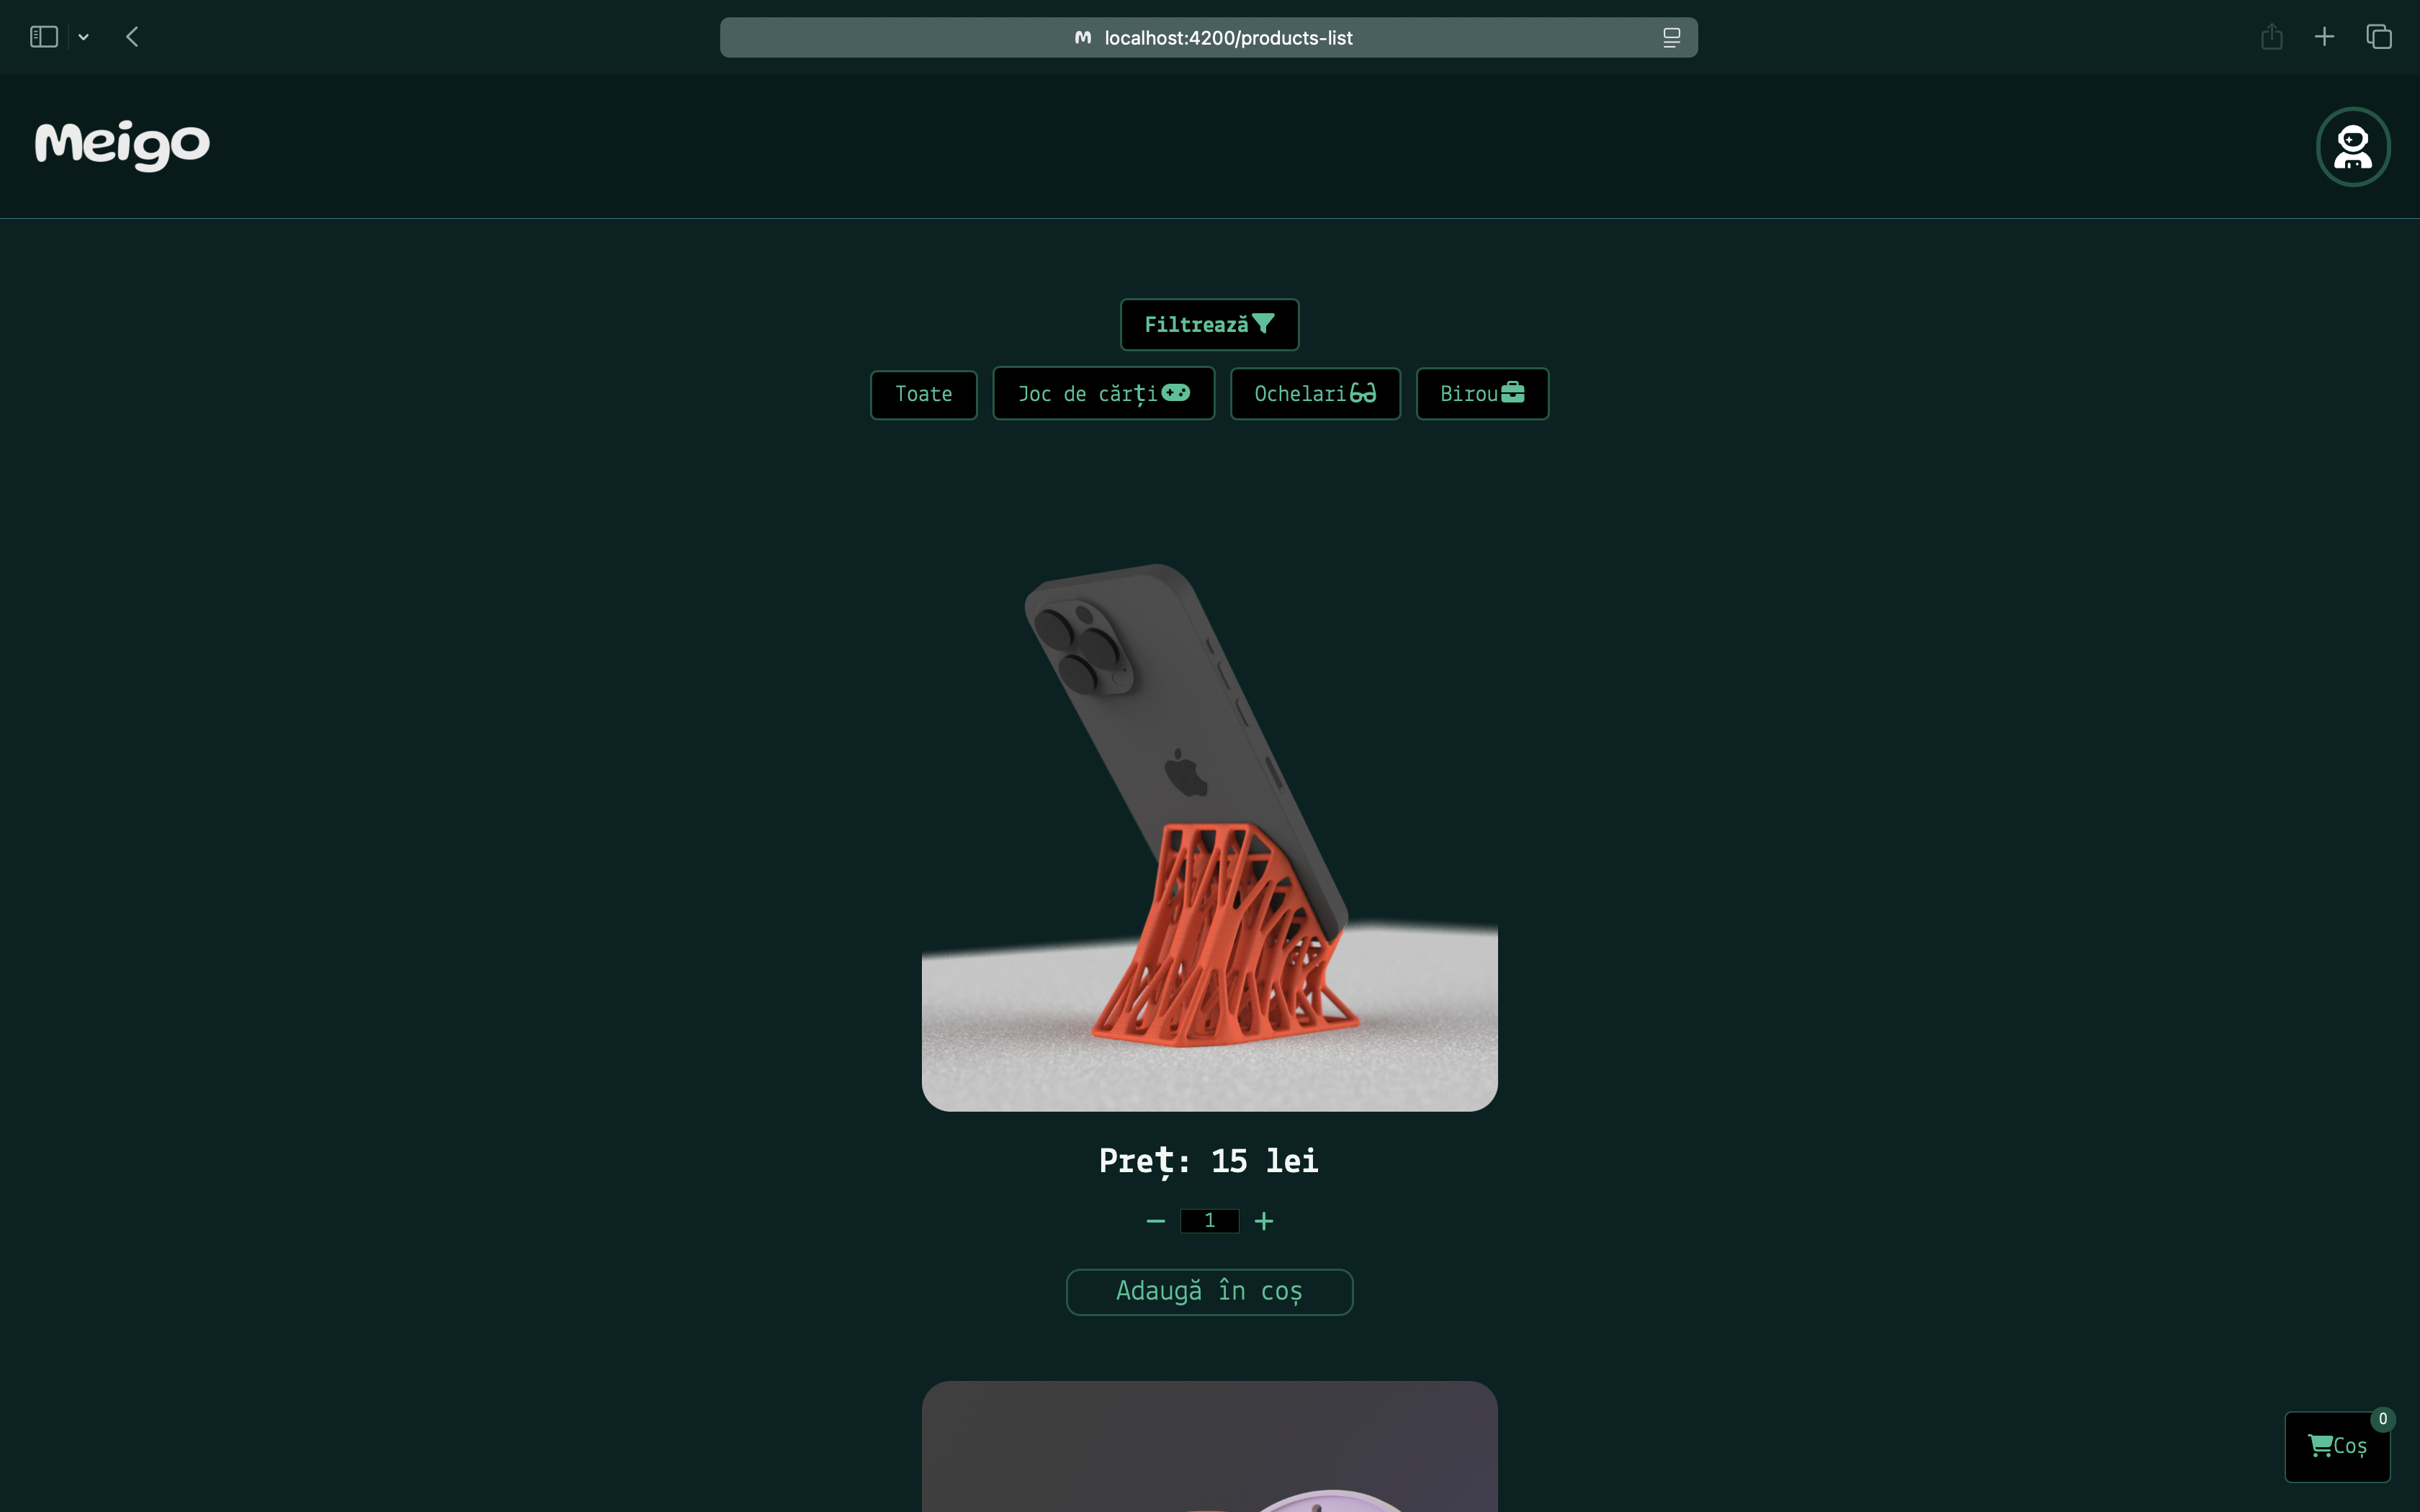 localhost:4200/products-list
Meigo
Filtrează
Toate
Joc de cărți
Ochelari
Birou
Preț: 15 lei
1
Adaugă în coș
0
Coș